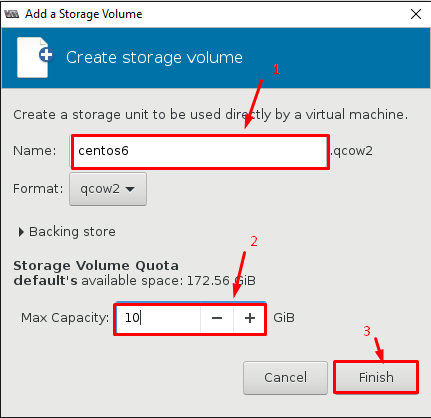 Add a Storage Volume
Create storage volume
1
Create a storage unit to be used directly by a virtual machine.
Name: centos6 .qcow2
Format: qcow2
Backing store
2
Storage Volume Quota
default's available space: 172.56 GiB
Max Capacity: 10 − + GiB
3
Cancel Finish